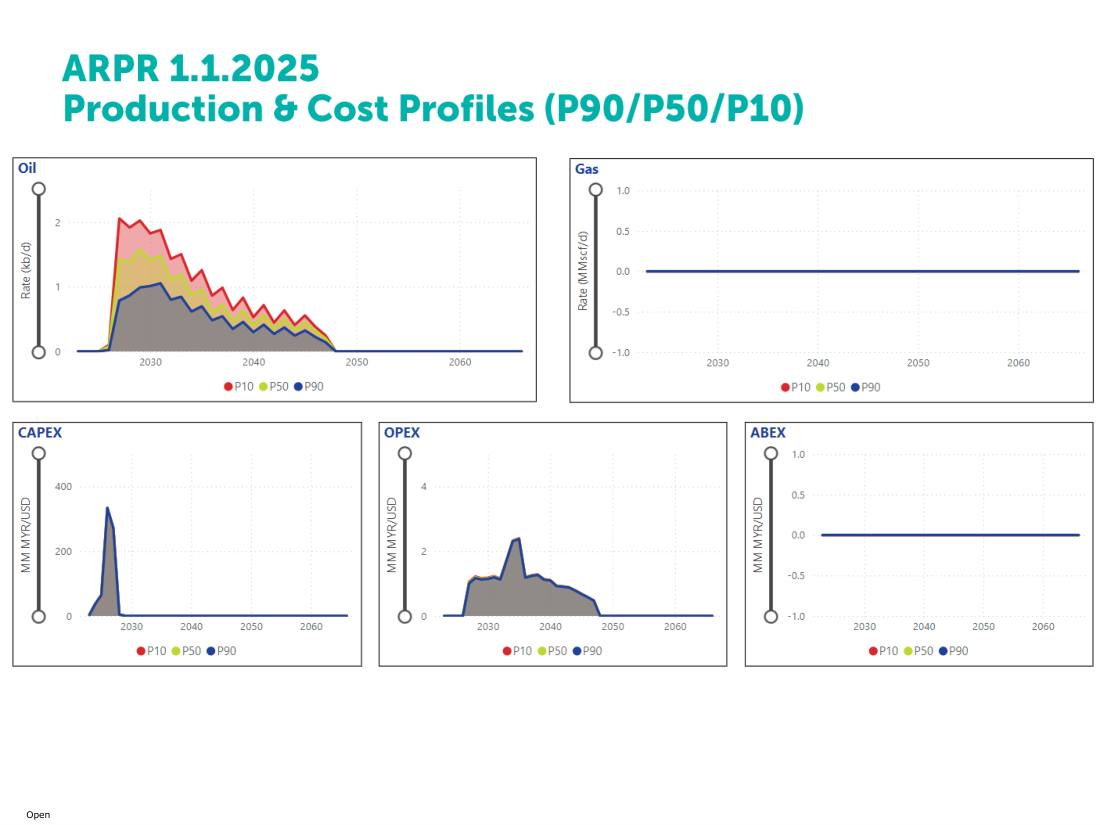 ARPR 1.1.2025
Production & Cost Profiles (P90/P50/P10)
Oil
Rate (kb/d)
2
1
0
2030 2040 2050 2060
P10 P50 P90
Gas
Rate (MMscf/d)
1.0
0.5
0.0
-0.5
-1.0
2030 2040 2050 2060
P10 P50 P90
CAPEX
MM MYR/USD
400
200
0
2030 2040 2050 2060
P10 P50 P90
OPEX
MM MYR/USD
4
2
0
2030 2040 2050 2060
P10 P50 P90
ABEX
MM MYR/USD
1.0
0.5
0.0
-0.5
-1.0
2030 2040 2050 2060
P10 P50 P90
Open